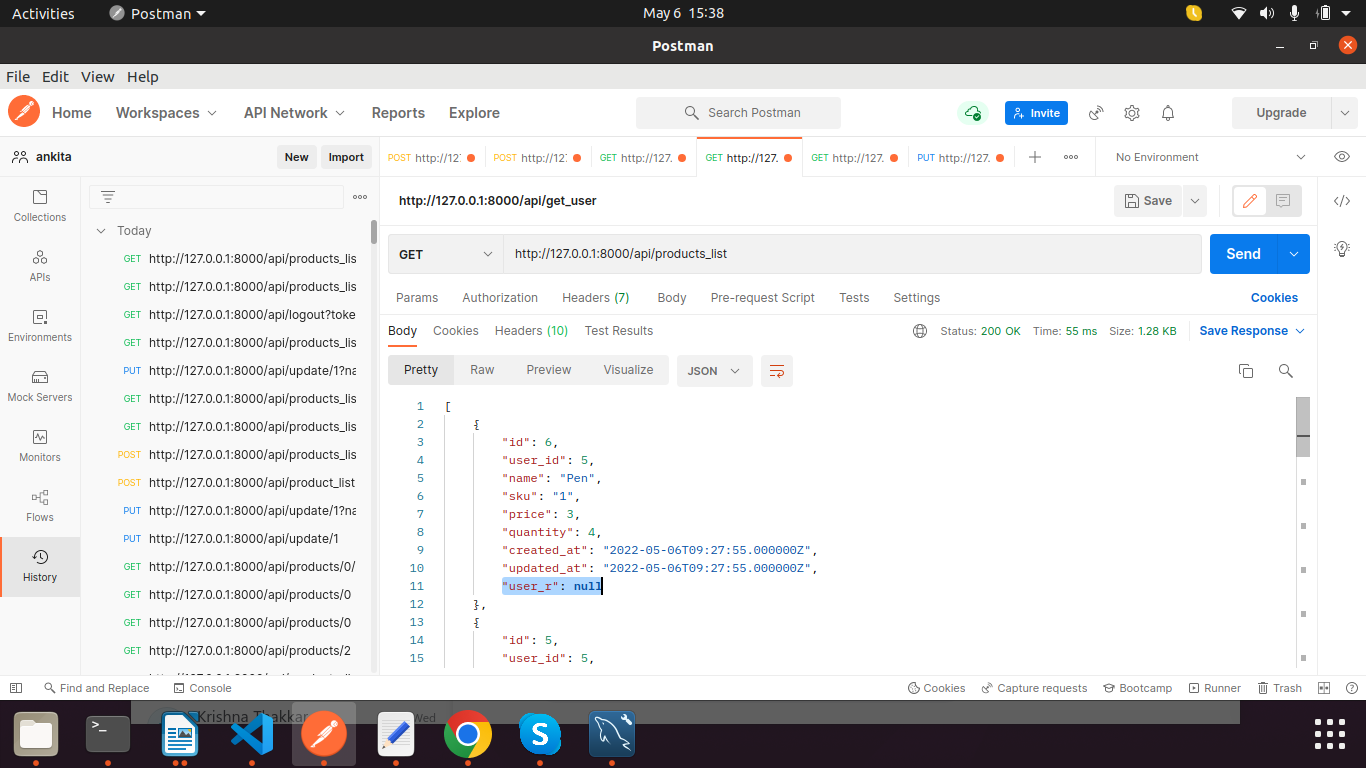 Activities Postman May 6 15:38
Postman
File Edit View Help
Home Workspaces API Network Reports Explore Search Postman Invite Upgrade
ankita New Import
POST http://12 POST http://12 GET http://127. GET http://127. GET http://127. PUT http://127. No Environment
http://127.0.0.1:8000/api/get_user Save
Collections
APIs
Environments
Mock Servers
Monitors
Flows
History
Today
GET http://127.0.0.1:8000/api/products_lis
GET http://127.0.0.1:8000/api/products_lis
GET http://127.0.0.1:8000/api/logout?toke
GET http://127.0.0.1:8000/api/products_lis
PUT http://127.0.0.1:8000/api/update/1?na
GET http://127.0.0.1:8000/api/products_lis
GET http://127.0.0.1:8000/api/products_lis
POST http://127.0.0.1:8000/api/products_lis
POST http://127.0.0.1:8000/api/product_list
PUT http://127.0.0.1:8000/api/update/1?na
PUT http://127.0.0.1:8000/api/update/1
GET http://127.0.0.1:8000/api/products/0/
GET http://127.0.0.1:8000/api/products/0
GET http://127.0.0.1:8000/api/products/0
GET http://127.0.0.1:8000/api/products/2
GET http://127.0.0.1:8000/api/products_list Send
Params Authorization Headers (7) Body Pre-request Script Tests Settings Cookies
Body Cookies Headers (10) Test Results Status: 200 OK Time: 55 ms Size: 1.28 KB Save Response
Pretty Raw Preview Visualize JSON
1 [
2 {
3 "id": 6,
4 "user_id": 5,
5 "name": "Pen",
6 "sku": "1",
7 "price": 3,
8 "quantity": 4,
9 "created_at": "2022-05-06T09:27:55.000000Z",
10 "updated_at": "2022-05-06T09:27:55.000000Z",
11 "user_r": null
12 },
13 {
14 "id": 5,
15 "user_id": 5,
Find and Replace Console Cookies Capture requests Bootcamp Runner Trash
Krishna Thakkar Wed